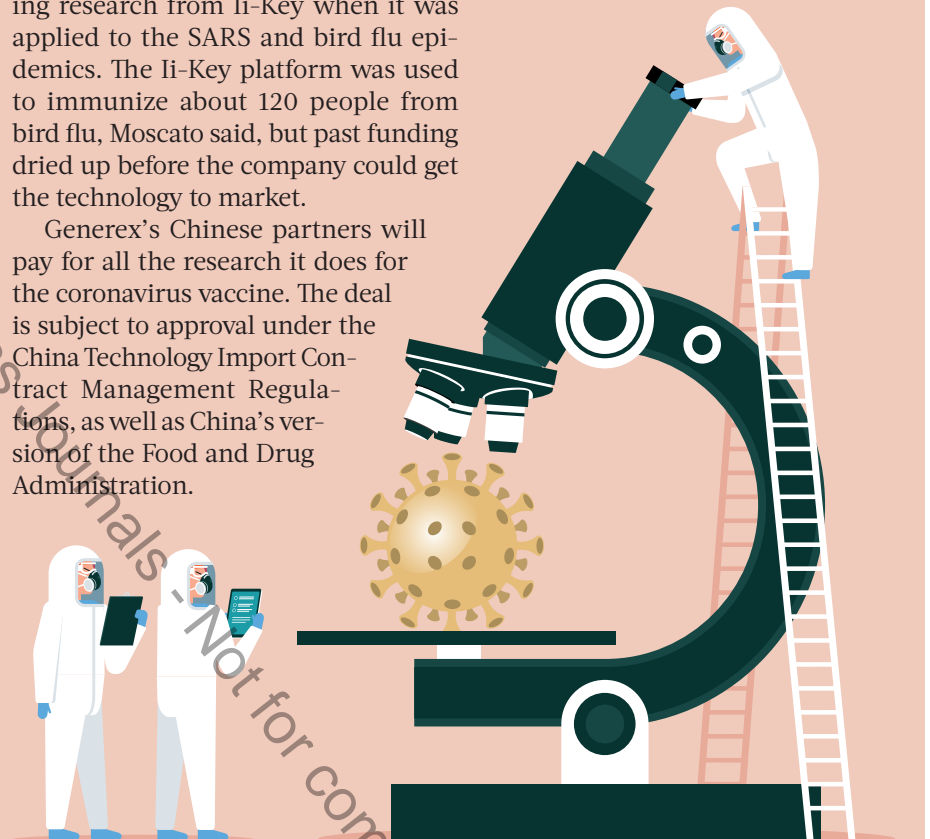 ing research from Ii-Key when it was
applied to the SARS and bird flu epi-
demics. The Ii-Key platform was used
to immunize about 120 people from
bird flu, Moscato said, but past funding
dried up before the company could get
the technology to market.
Generex’s Chinese partners will
pay for all the research it does for
the coronavirus vaccine. The deal
is subject to approval under the
China Technology Import Con-
tract Management Regula-
tions, as well as China’s ver-
sion of the Food and Drug
Administration.
Journals - Not for com